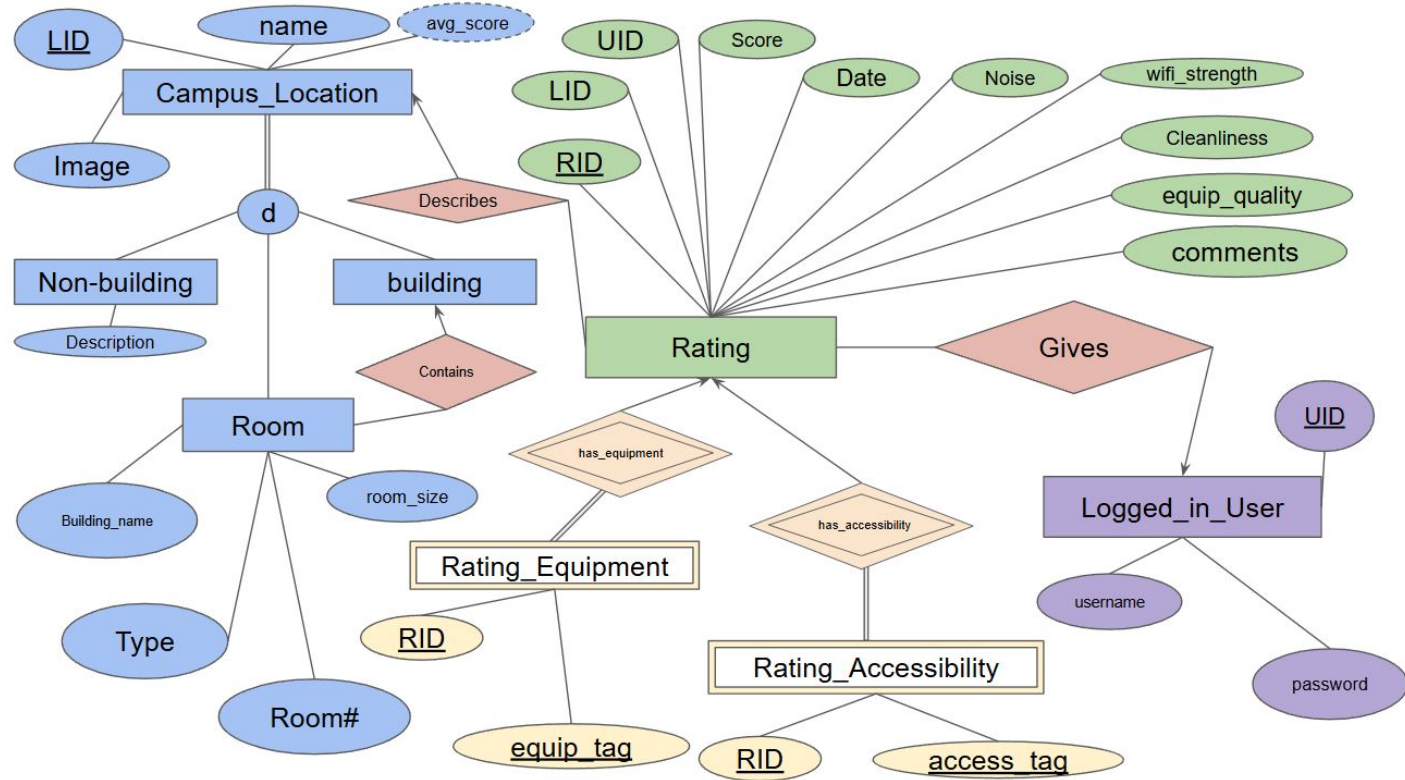 LID
name
avg_score
Campus_Location
Image
d
Non-building
building
Description
Contains
Room
Building_name
room_size
Type
Room#
Describes
UID
Score
LID
Date
Noise
wifi_strength
RID
Cleanliness
equip_quality
comments
Rating
Gives
has_equipment
has_accessibility
Rating_Equipment
RID
equip_tag
Rating_Accessibility
RID
access_tag
UID
Logged_in_User
username
password